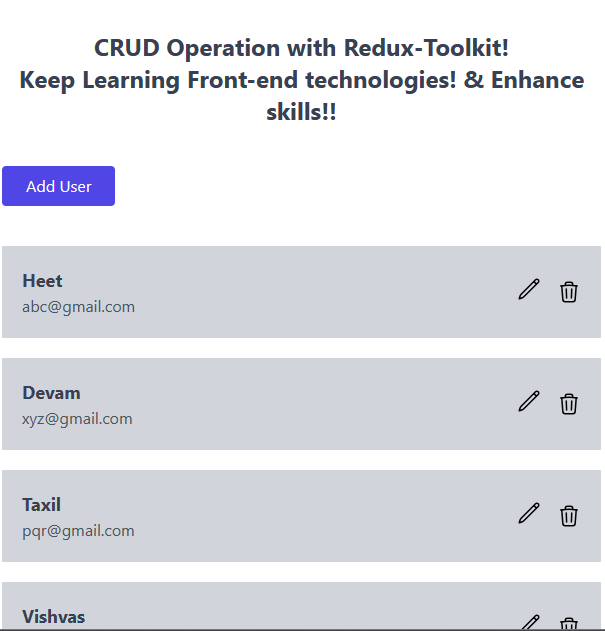 CRUD Operation with Redux-Toolkit!
Keep Learning Front-end technologies! & Enhance
skills!!
Add User
Heet
abc@gmail.com
Devam
xyz@gmail.com
Taxil
pqr@gmail.com
Vishvas